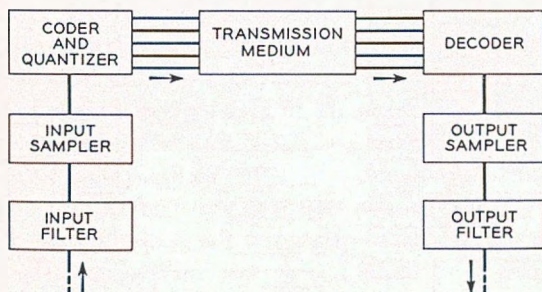 CODER
AND
QUANTIZER
TRANSMISSION
MEDIUM
DECODER
INPUT
SAMPLER
OUTPUT
SAMPLER
INPUT
FILTER
OUTPUT
FILTER